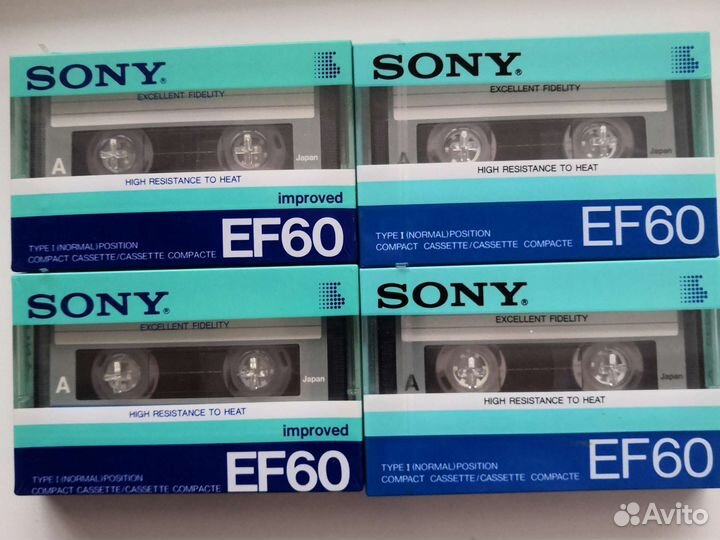 SONY®
EXCELLENT FIDELITY
A
Japan
HIGH RESISTANCE TO HEAT
improved
TYPE I (NORMAL) POSITION
COMPACT CASSETTE/CASSETTE COMPACTE
EF60
SONY®
EXCELLENT FIDELITY
A
Japan
HIGH RESISTANCE TO HEAT
TYPE I (NORMAL) POSITION
COMPACT CASSETTE/CASSETTE COMPACTE
EF60
SONY®
EXCELLENT FIDELITY
A
Japan
HIGH RESISTANCE TO HEAT
improved
TYPE I (NORMAL) POSITION
COMPACT CASSETTE/CASSETTE COMPACTE
EF60
SONY®
EXCELLENT FIDELITY
A
Japan
HIGH RESISTANCE TO HEAT
TYPE I (NORMAL) POSITION
COMPACT CASSETTE/CASSETTE COMPACTE
EF60
Avito